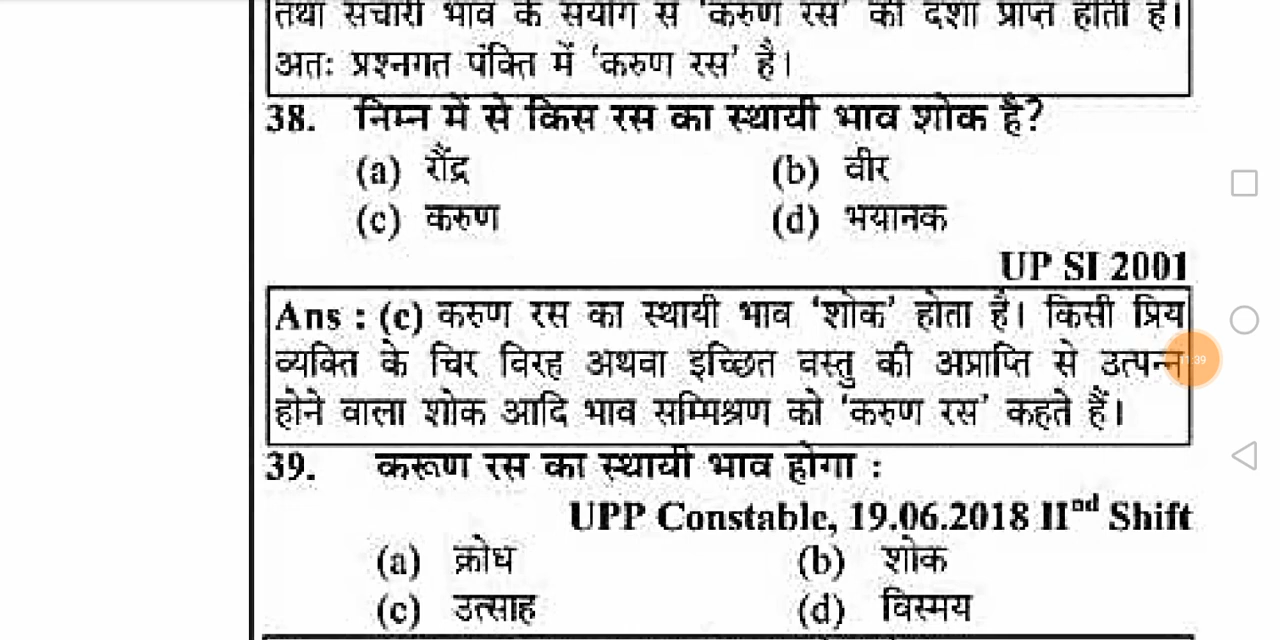 तथा संचारी भाव के संयोग से 'करुण रस' की दशा प्राप्त होती है।
अतः प्रश्नगत पंक्ति में 'करुण रस' है।
38. निम्न में से किस रस का स्थायी भाव शोक है?
(a) रौद्र (b) वीर
(c) करुण (d) भयानक
UP SI 2001
Ans : (c) करुण रस का स्थायी भाव 'शोक' होता है। किसी प्रिय
व्यक्ति के चिर विरह अथवा इच्छित वस्तु की अप्राप्ति से उत्पन्न
होने वाला शोक आदि भाव सम्मिश्रण को 'करुण रस' कहते हैं।
39. करूण रस का स्थायी भाव होगा :
UPP Constable, 19.06.2018 IInd Shift
(a) क्रोध (b) शोक
(c) उत्साह (d) विस्मय